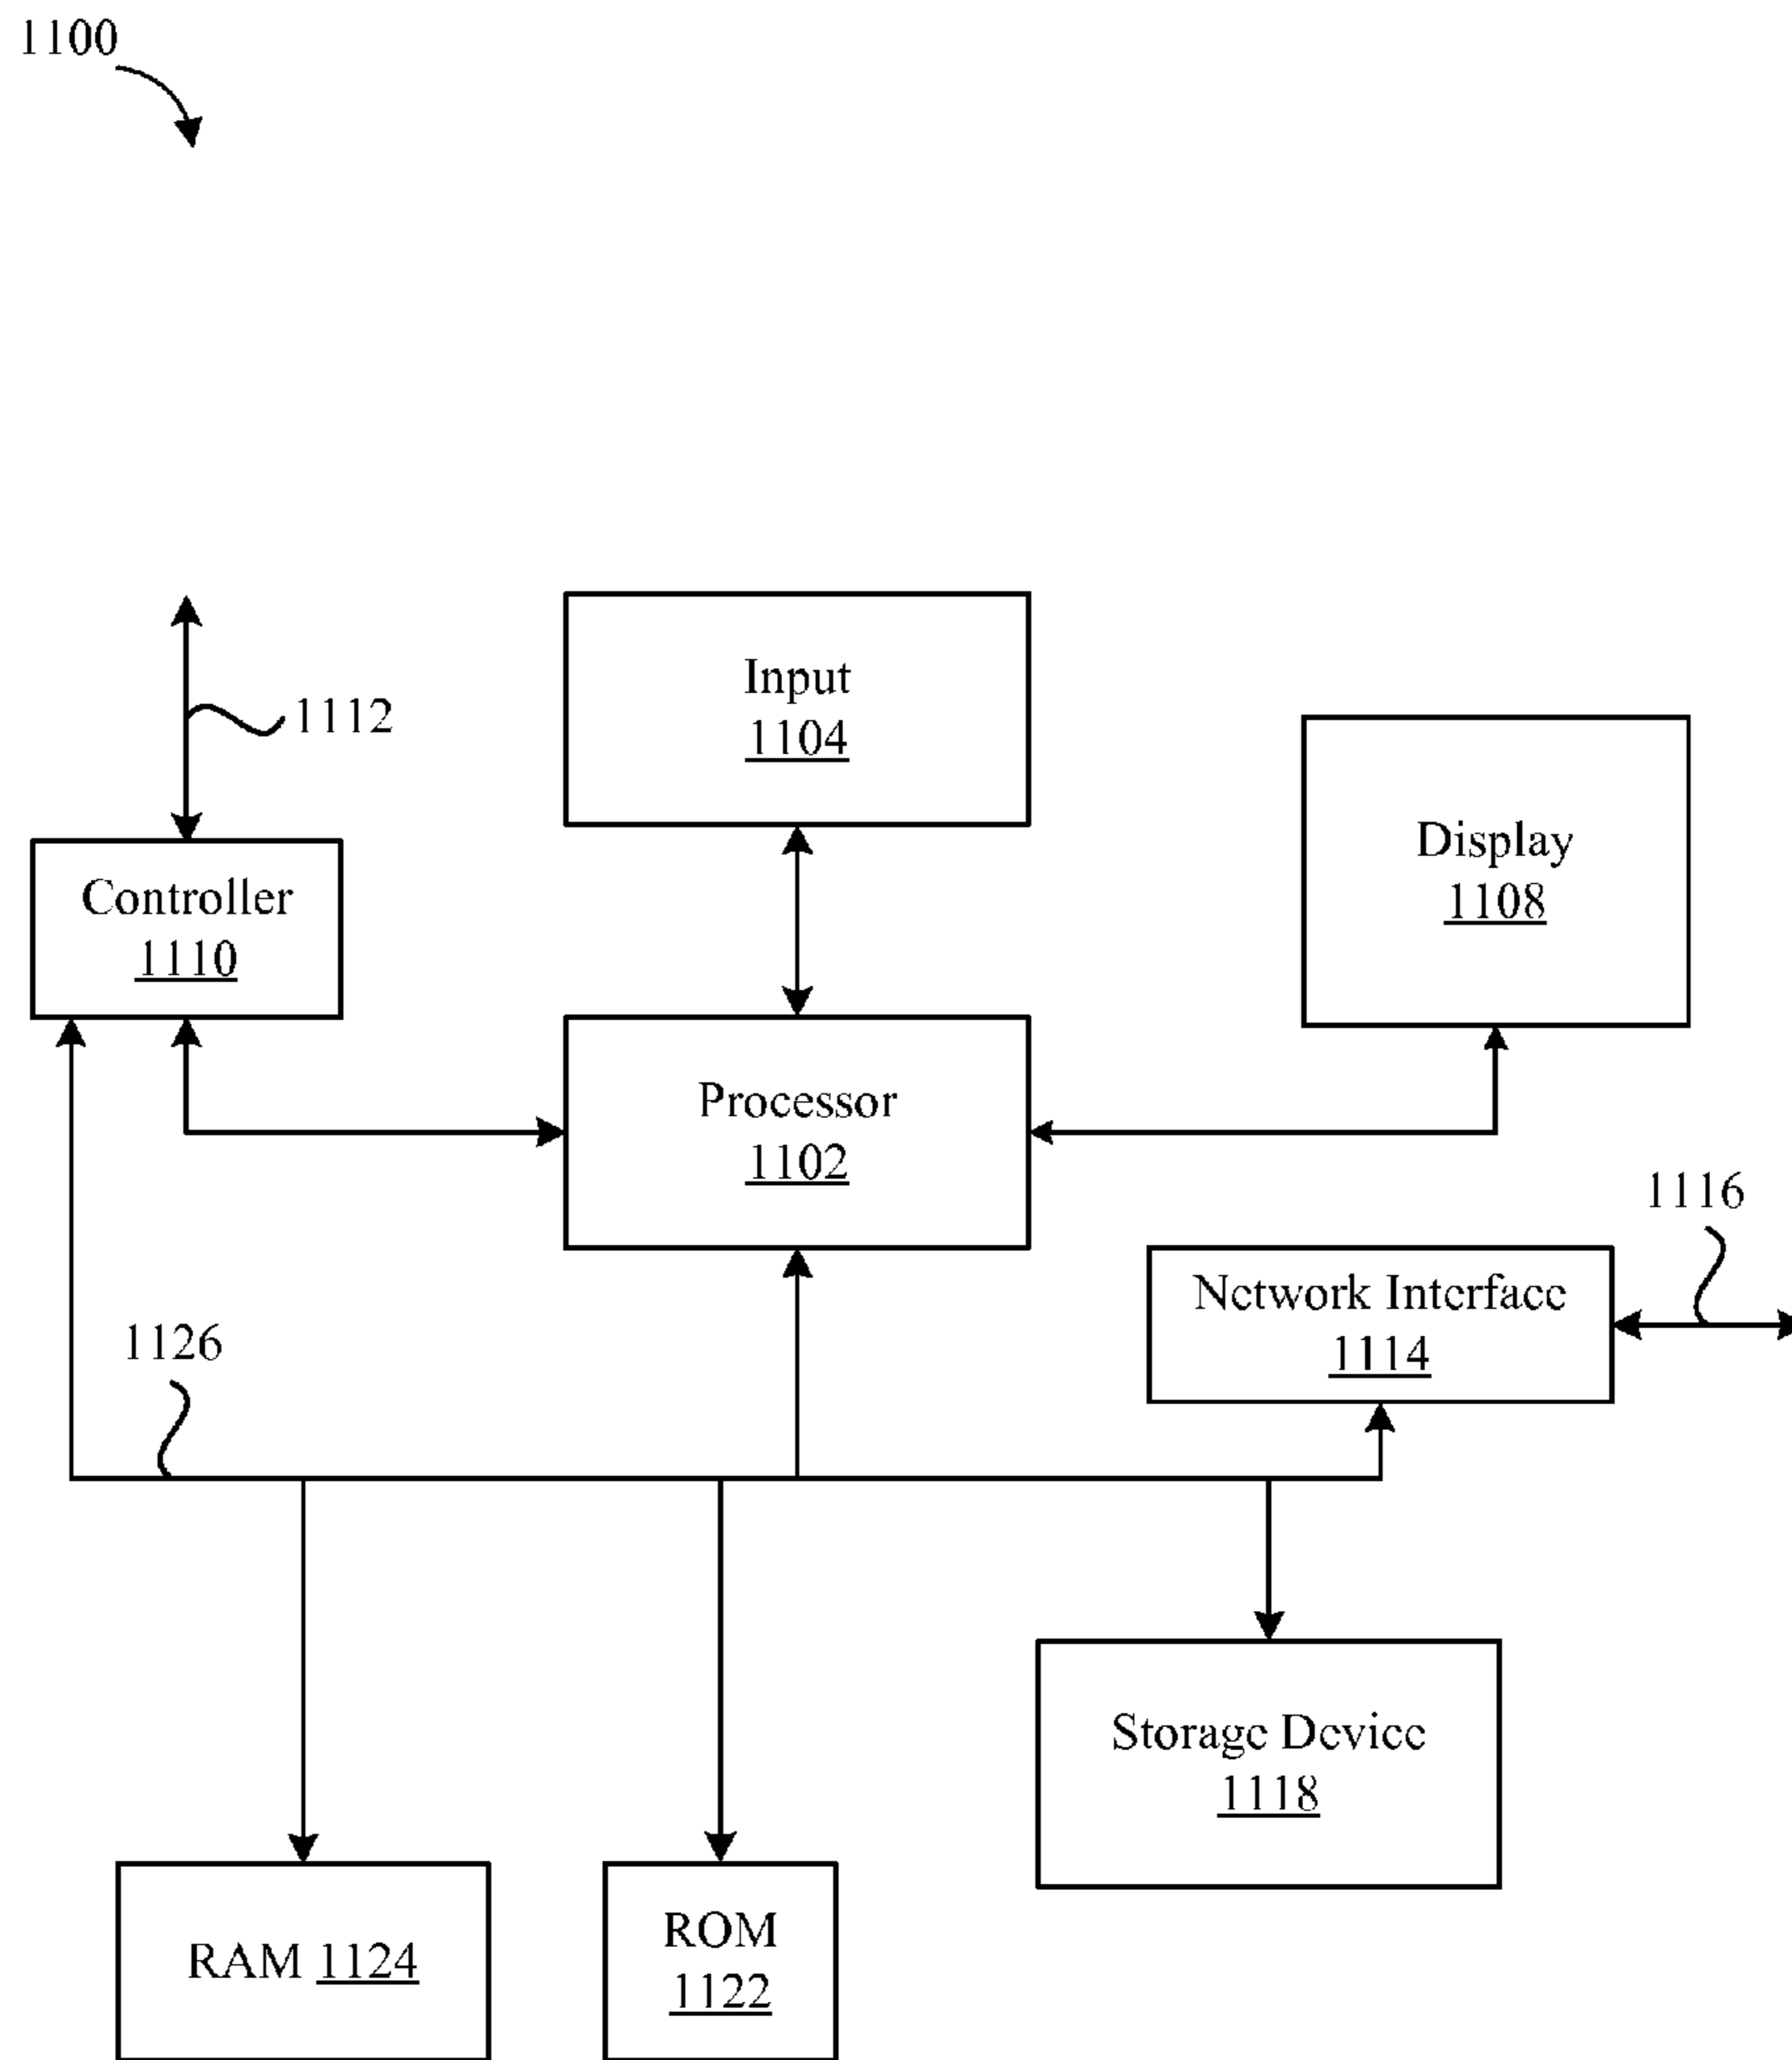 1100
Input
1104
1112
Display
1108
Controller
1110
Processor
1102
1116
Network Interface
1114
1126
Storage Device
1118
RAM 1124
ROM
1122